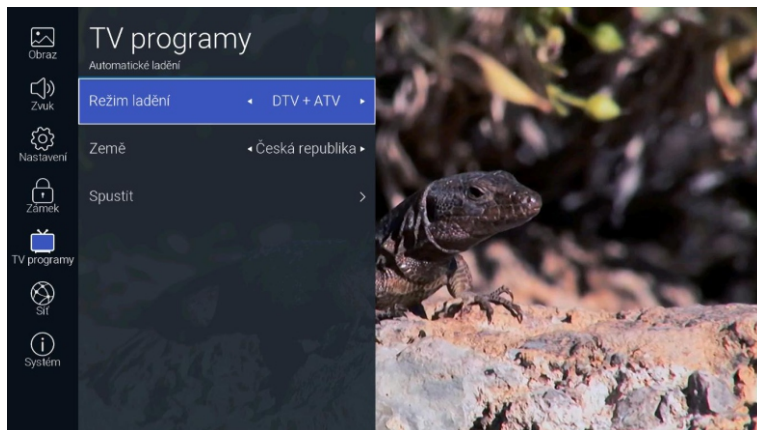 Obraz
Zvuk
Nastavení
Zámek
TV programy
Síť
Systém
TV programy
Automatické ladění
Režim ladění ◂ DTV + ATV ▸
Země ◂ Česká republika ▸
Spustit >